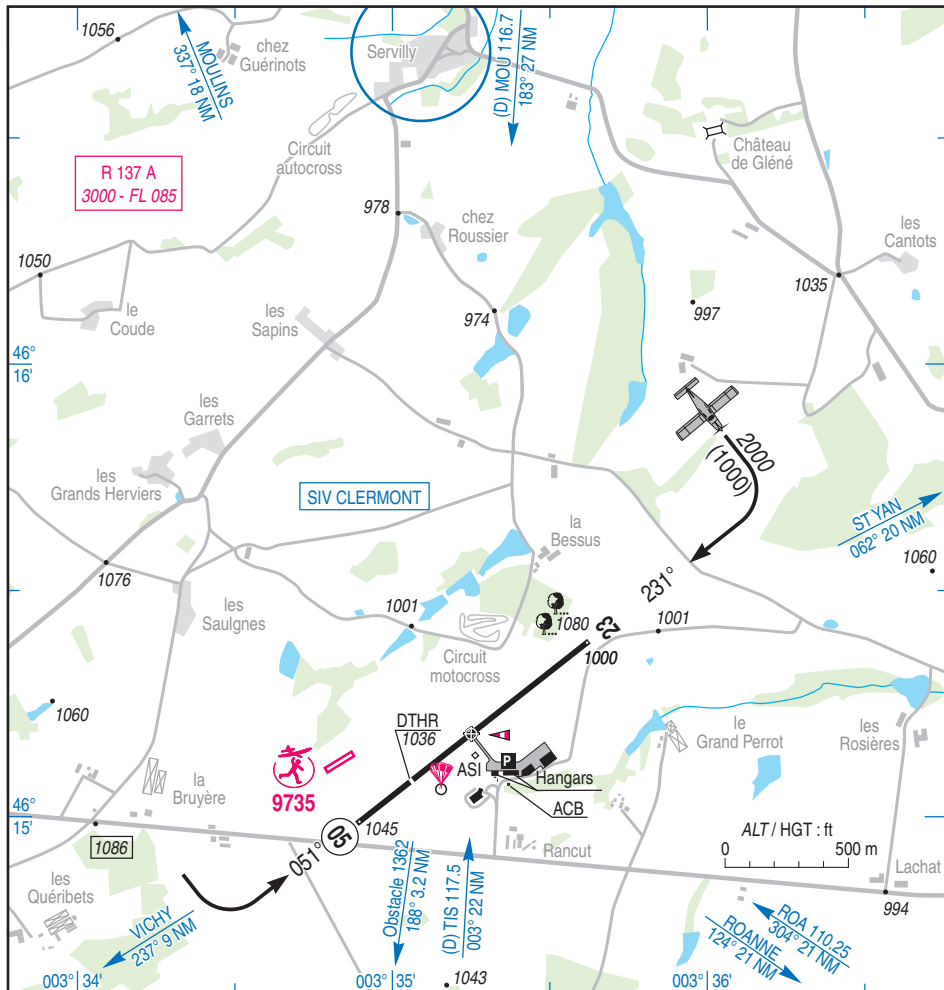 1056
chez
Guérinots
MOULINS
337° 18 NM
Servilly
(D) MOU 116.7
183° 27 NM
Circuit
autocross
Château
de Gléné
R 137 A
3000 - FL 085
978
chez
Roussier
les
Cantots
1050
1035
le
Coude
les
Sapins
974
997
46°
16'
les
Garrets
2000
(1000)
les
Grands Herviers
SIV CLERMONT
la
Bessus
ST YAN
062° 20 NM
1060
1076
231°
les
Saulgnes
1001
1080
23
1001
Circuit
motocross
1000
1060
DTHR
1036
le
Grand Perrot
les
Rosières
ASI
P
Hangars
ACB
la
Bruyère
9735
46°
15'
1045
05
051°
1086
ALT / HGT : ft
0
500 m
Rancut
Lachat
les
Quéribets
VICHY
237° 9 NM
Obstacle 1362
188° 3.2 NM
(D) TIS 117.5
003° 22 NM
ROA 110.25
304° 21 NM
ROANNE
124° 21 NM
994
003° 34'
003° 35'
1043
003° 36'